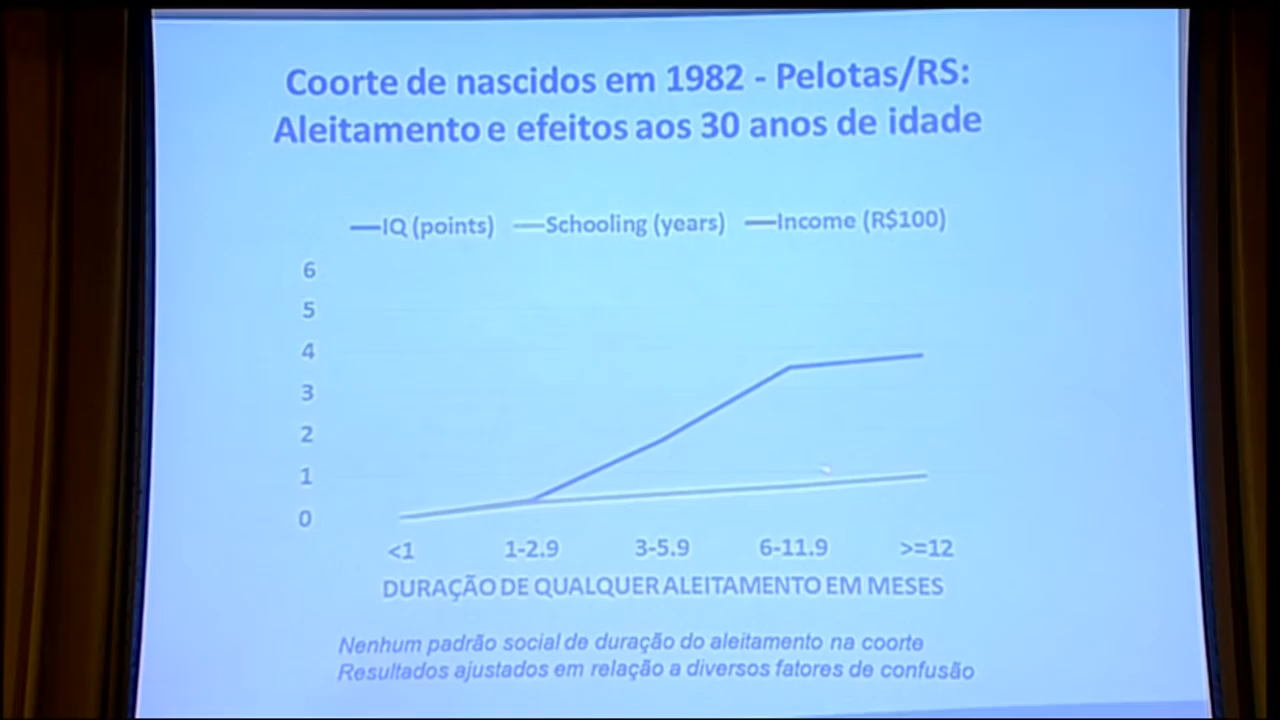 Coorte de nascidos em 1982 - Pelotas/RS:
Aleitamento e efeitos aos 30 anos de idade
IQ (points) Schooling (years) Income (R$100)
6
5
4
3
2
1
0
<1 1-2.9 3-5.9 6-11.9 >=12
DURAÇÃO DE QUALQUER ALEITAMENTO EM MESES
Nenhum padrão social de duração do aleitamento na coorte
Resultados ajustados em relação a diversos fatores de confusão